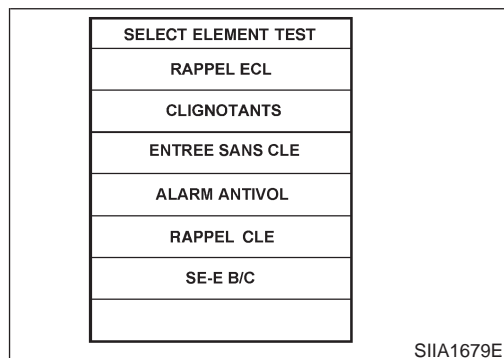 SELECT ELEMENT TEST
RAPPEL ECL
CLIGNOTANTS
ENTREE SANS CLE
ALARM ANTIVOL
RAPPEL CLE
SE-E B/C
SIIA1679E